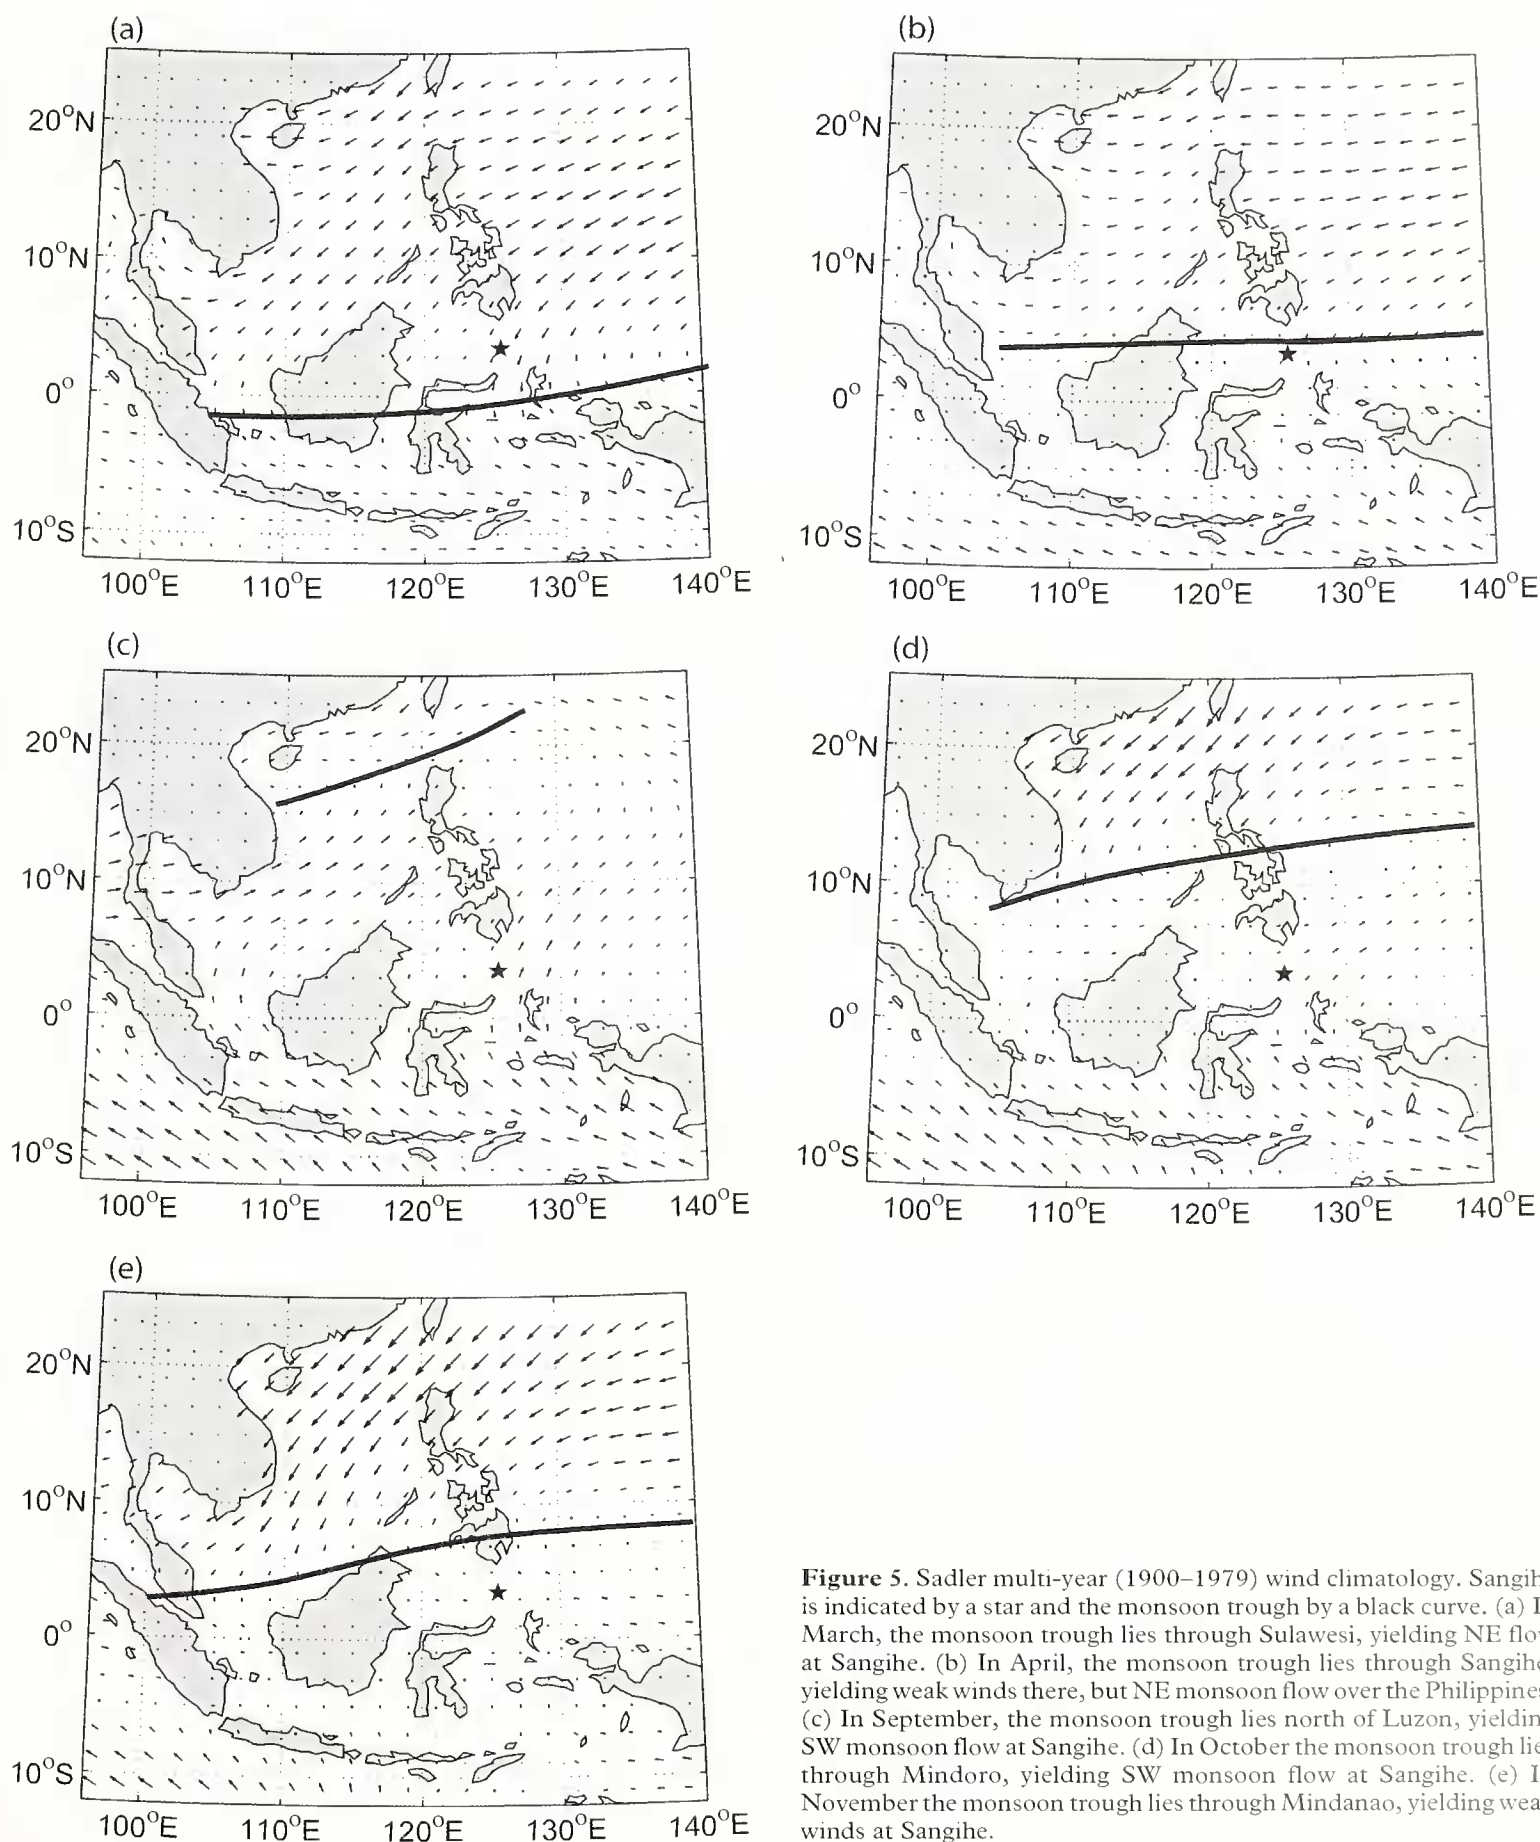 (a)
20°N
10°N
0°
10°S
100°E 110°E 120°E 130°E 140°E
(b)
20°N
10°N
0°
10°S
100°E 110°E 120°E 130°E 140°E
(c)
20°N
10°N
0°
10°S
100°E 110°E 120°E 130°E 140°E
(d)
20°N
10°N
0°
10°S
100°E 110°E 120°E 130°E 140°E
(e)
20°N
10°N
0°
10°S
100°E 110°E 120°E 130°E 140°E
Figure 5. Sadler multi-year (1900–1979) wind climatology. Sangih
is indicated by a star and the monsoon trough by a black curve. (a) I
March, the monsoon trough lies through Sulawesi, yielding NE flo
at Sangihe. (b) In April, the monsoon trough lies through Sangihe
yielding weak winds there, but NE monsoon flow over the Philippines
(c) In September, the monsoon trough lies north of Luzon, yieldin
SW monsoon flow at Sangihe. (d) In October the monsoon trough lie
through Mindoro, yielding SW monsoon flow at Sangihe. (e) I
November the monsoon trough lies through Mindanao, yielding wea
winds at Sangihe.